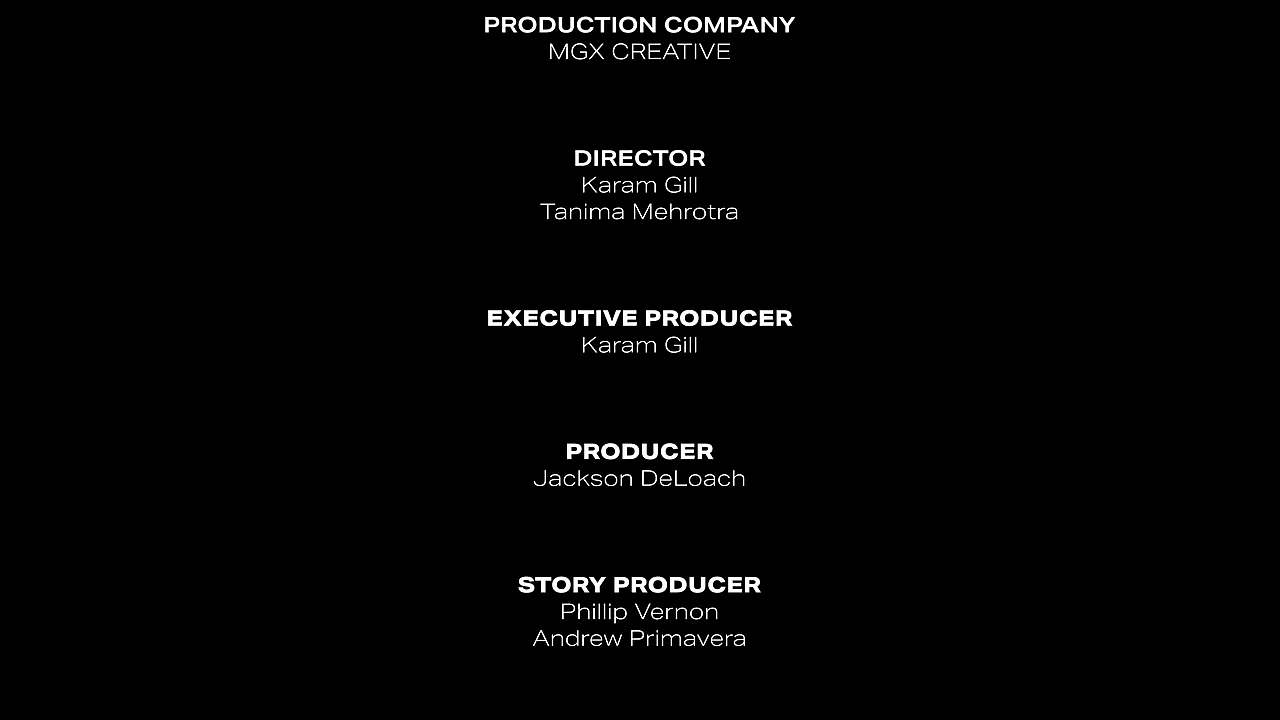 PRODUCTION COMPANY
MGX CREATIVE
DIRECTOR
Karam Gill
Tanima Mehrotra
EXECUTIVE PRODUCER
Karam Gill
PRODUCER
Jackson DeLoach
STORY PRODUCER
Phillip Vernon
Andrew Primavera